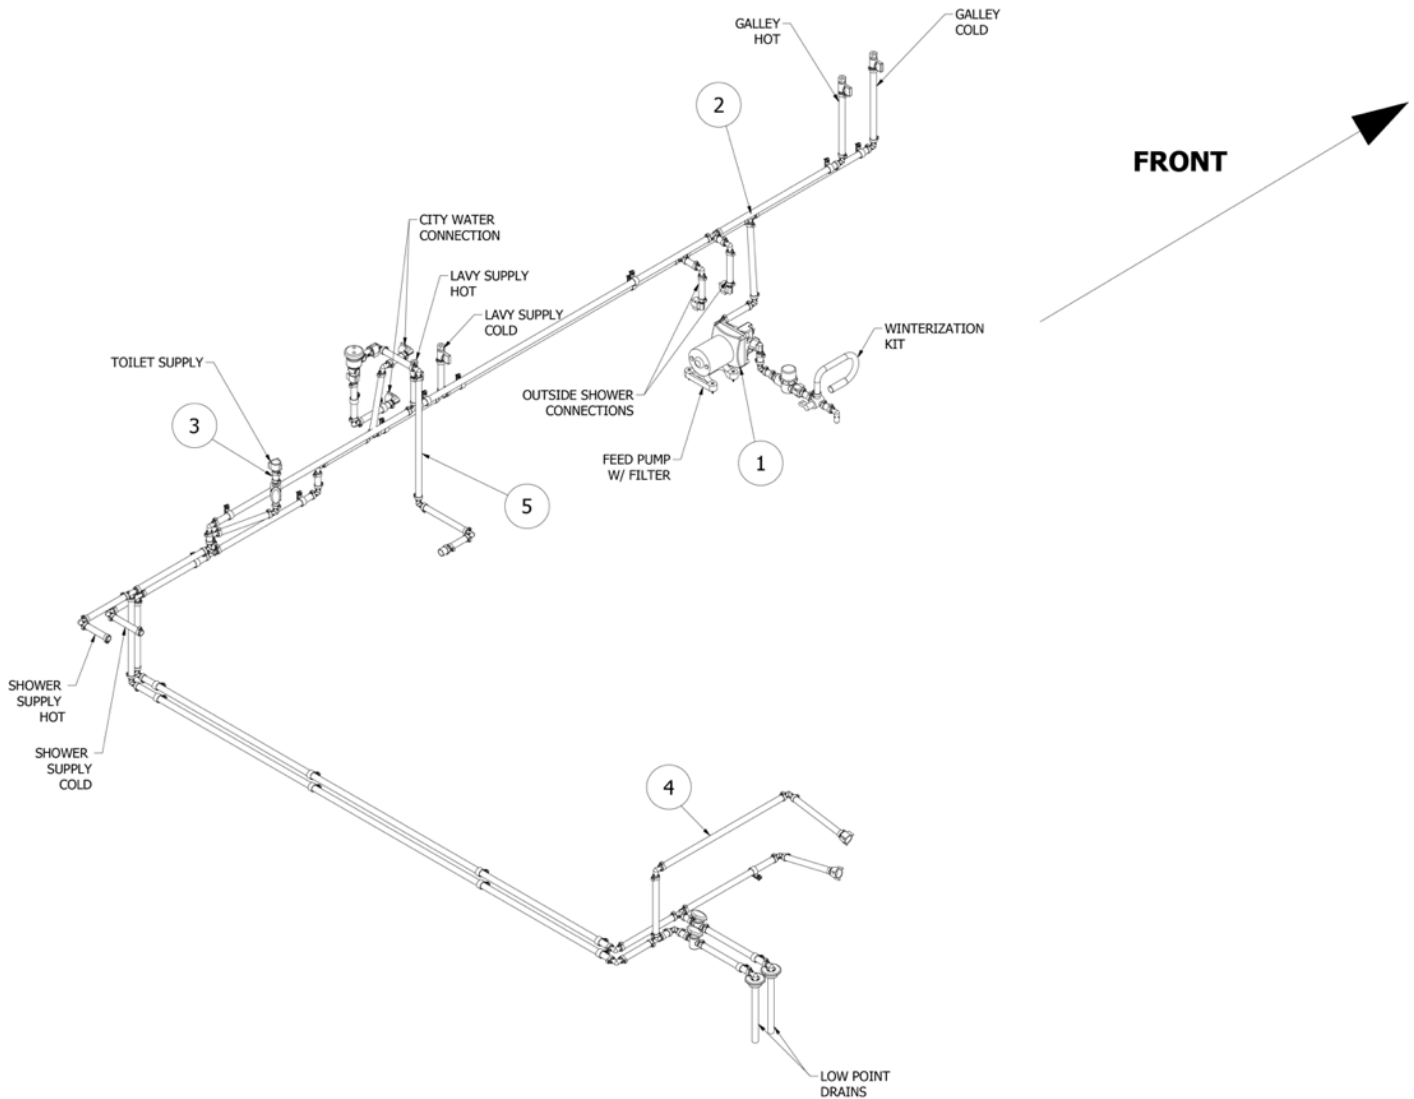 GALLEY
HOT
GALLEY
COLD
2
FRONT
CITY WATER
CONNECTION
LAVY SUPPLY
HOT
LAVY SUPPLY
COLD
WINTERIZATION
KIT
TOILET SUPPLY
OUTSIDE SHOWER
CONNECTIONS
3
FEED PUMP
W/ FILTER
1
5
SHOWER
SUPPLY
HOT
SHOWER
SUPPLY
COLD
4
LOW POINT
DRAINS